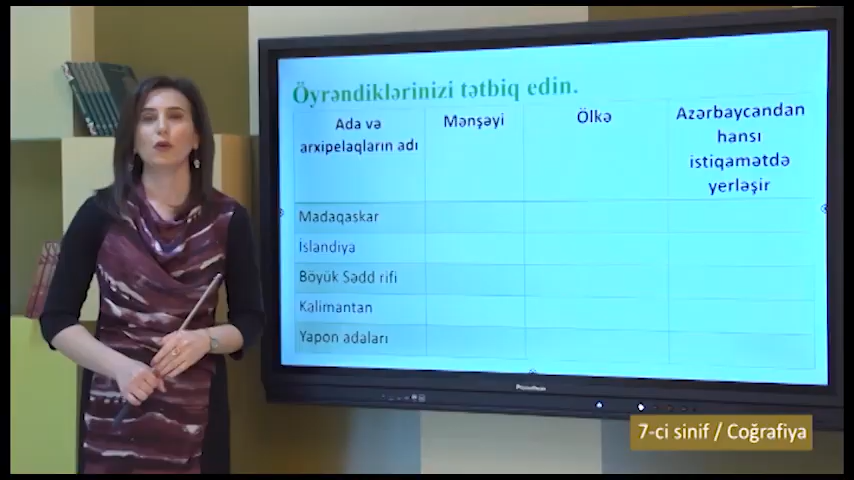 Öyrəndiklərinizi tətbiq edin.
Ada və
arxipelaqların adı
Mənşəyi
Ölkə
Azərbaycandan
hansı
istiqamətdə
yerləşir
Madaqaskar
İslandiya
Böyük Sədd rifi
Kalimantan
Yapon adaları
Promethean
7-ci sinif / Coğrafiya